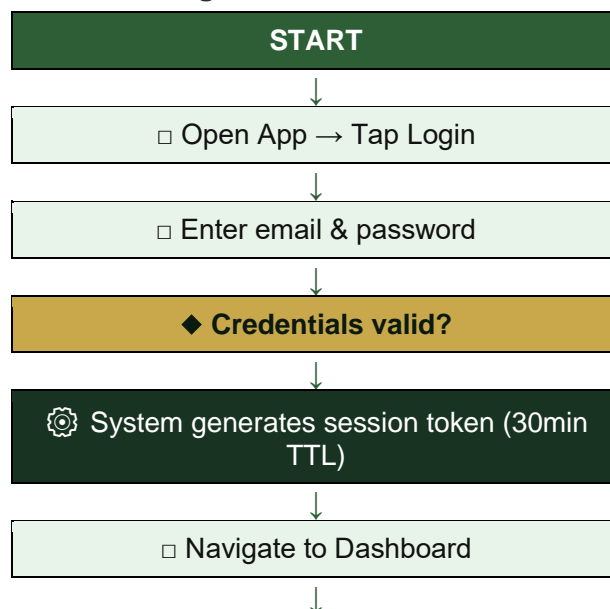 START
↓
□ Open App → Tap Login
↓
□ Enter email & password
↓
◆ Credentials valid?
↓
⚙ System generates session token (30min
TTL)
↓
□ Navigate to Dashboard
↓